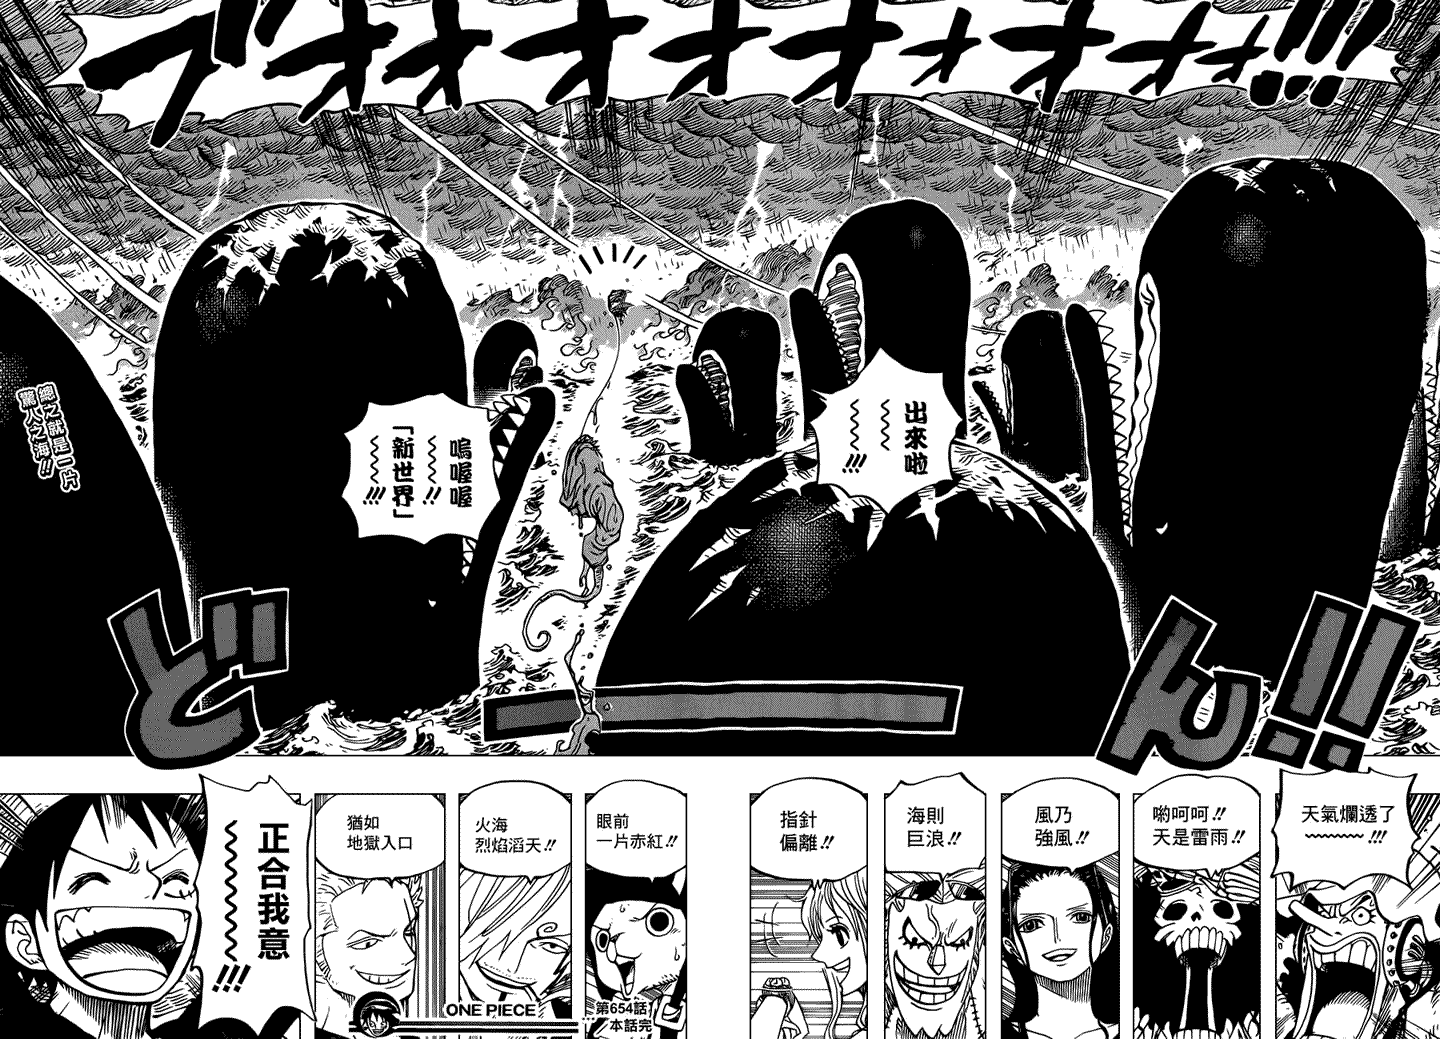 ブオオオオオオオオオ!!!
出來啦
~~~
!!!
嗚喔喔
~~~!!
「新世界」
~~~!!!
總之就是一片
驚人之海!!
ど
ー
ん!!
天氣爛透了
~~~!!!
喲呵呵!!
天是雷雨!!
風乃
強風!!
海則
巨浪!!
指針
偏離!!
眼前
一片赤紅!!
火海
烈焰滔天!!
猶如
地獄入口
正合我意
~~~!!!
ONE PIECE
第654話
本話完